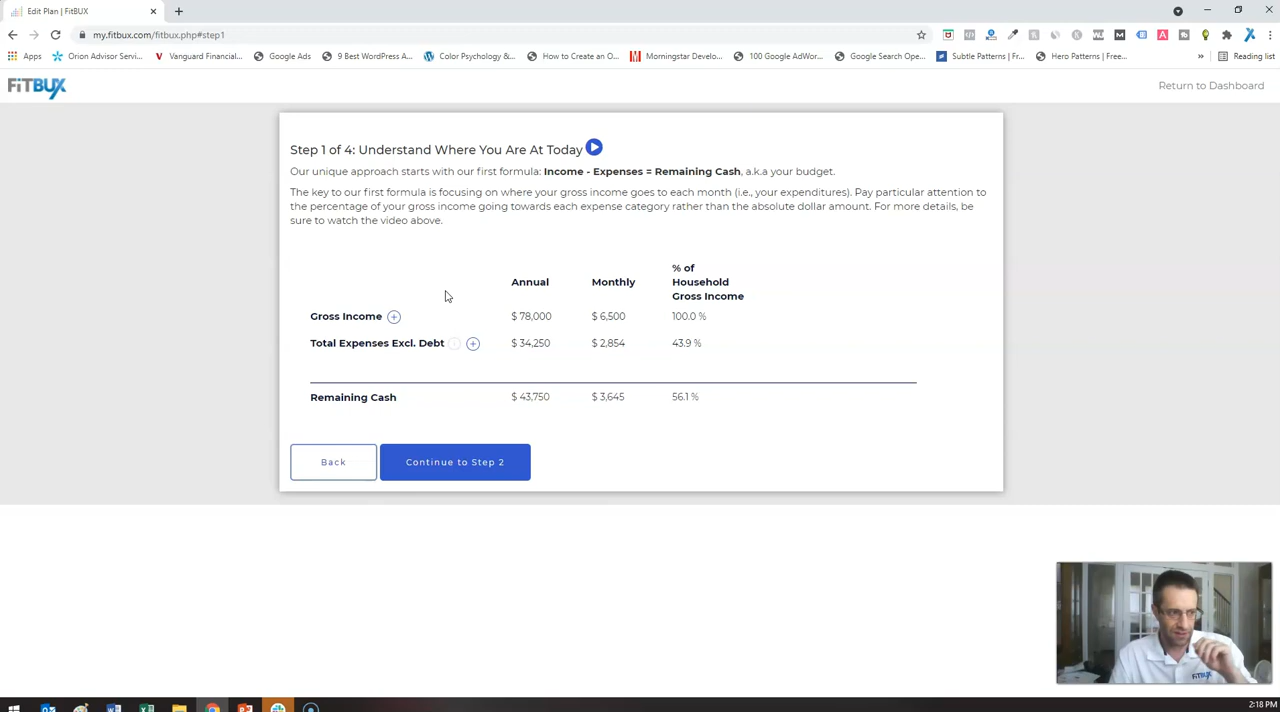 Edit Plan | FitBUX
my.fitbux.com/fitbux.php#step1
Apps Orion Advisor Servi... Vanguard Financial... Google Ads 9 Best WordPress A... Color Psychology &... How to Create an O... Morningstar Develo... 100 Google AdWor... Google Search Ope... Subtle Patterns | Fr... Hero Patterns | Free... » Reading list
FiTBUX
Return to Dashboard
Step 1 of 4: Understand Where You Are At Today
Our unique approach starts with our first formula: Income - Expenses = Remaining Cash, a.k.a your budget.
The key to our first formula is focusing on where your gross income goes to each month (i.e., your expenditures). Pay particular attention to
the percentage of your gross income going towards each expense category rather than the absolute dollar amount. For more details, be
sure to watch the video above.
% of
Annual Monthly Household
Gross Income
Gross Income $ 78,000 $ 6,500 100.0 %
Total Expenses Excl. Debt $ 34,250 $ 2,854 43.9 %
Remaining Cash $ 43,750 $ 3,645 56.1 %
Back Continue to Step 2
FiTBUX
2:18 PM